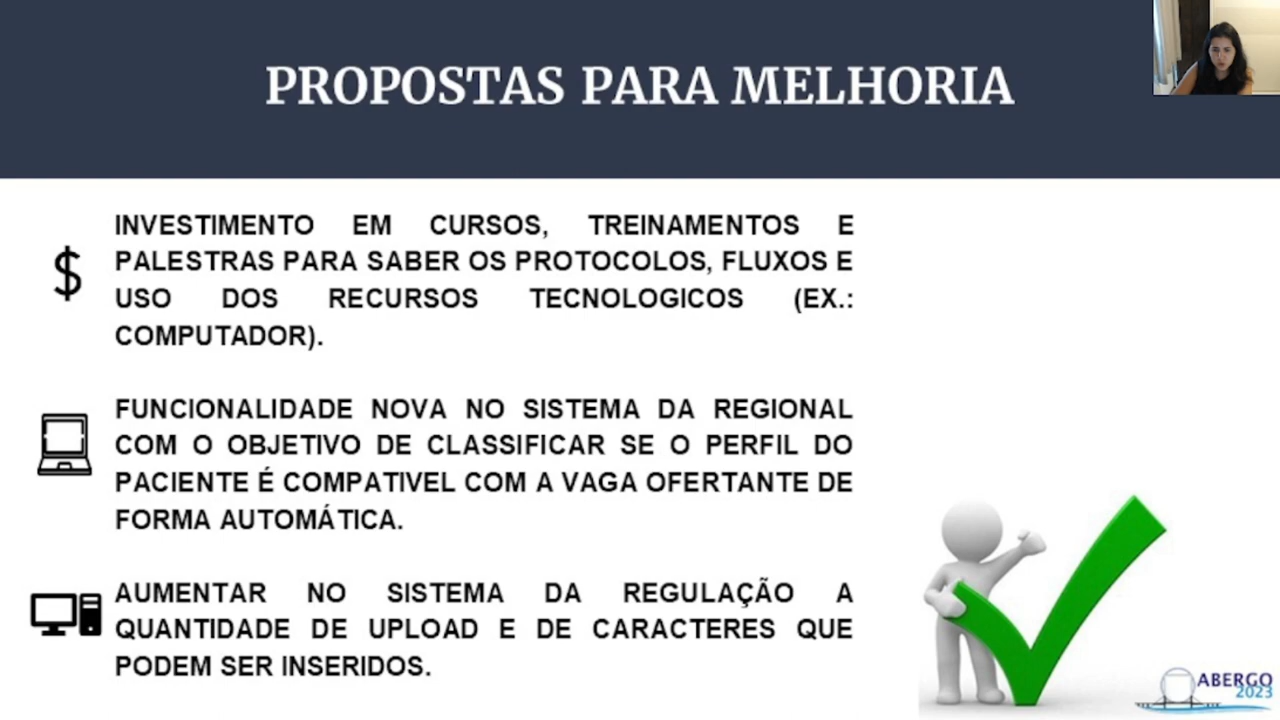 PROPOSTAS PARA MELHORIA
INVESTIMENTO EM CURSOS, TREINAMENTOS E
PALESTRAS PARA SABER OS PROTOCOLOS, FLUXOS E
USO DOS RECURSOS TECNOLOGICOS (EX.:
COMPUTADOR).
FUNCIONALIDADE NOVA NO SISTEMA DA REGIONAL
COM O OBJETIVO DE CLASSIFICAR SE O PERFIL DO
PACIENTE É COMPATIVEL COM A VAGA OFERTANTE DE
FORMA AUTOMÁTICA.
AUMENTAR NO SISTEMA DA REGULAÇÃO A
QUANTIDADE DE UPLOAD E DE CARACTERES QUE
PODEM SER INSERIDOS.
ABERGO
2023